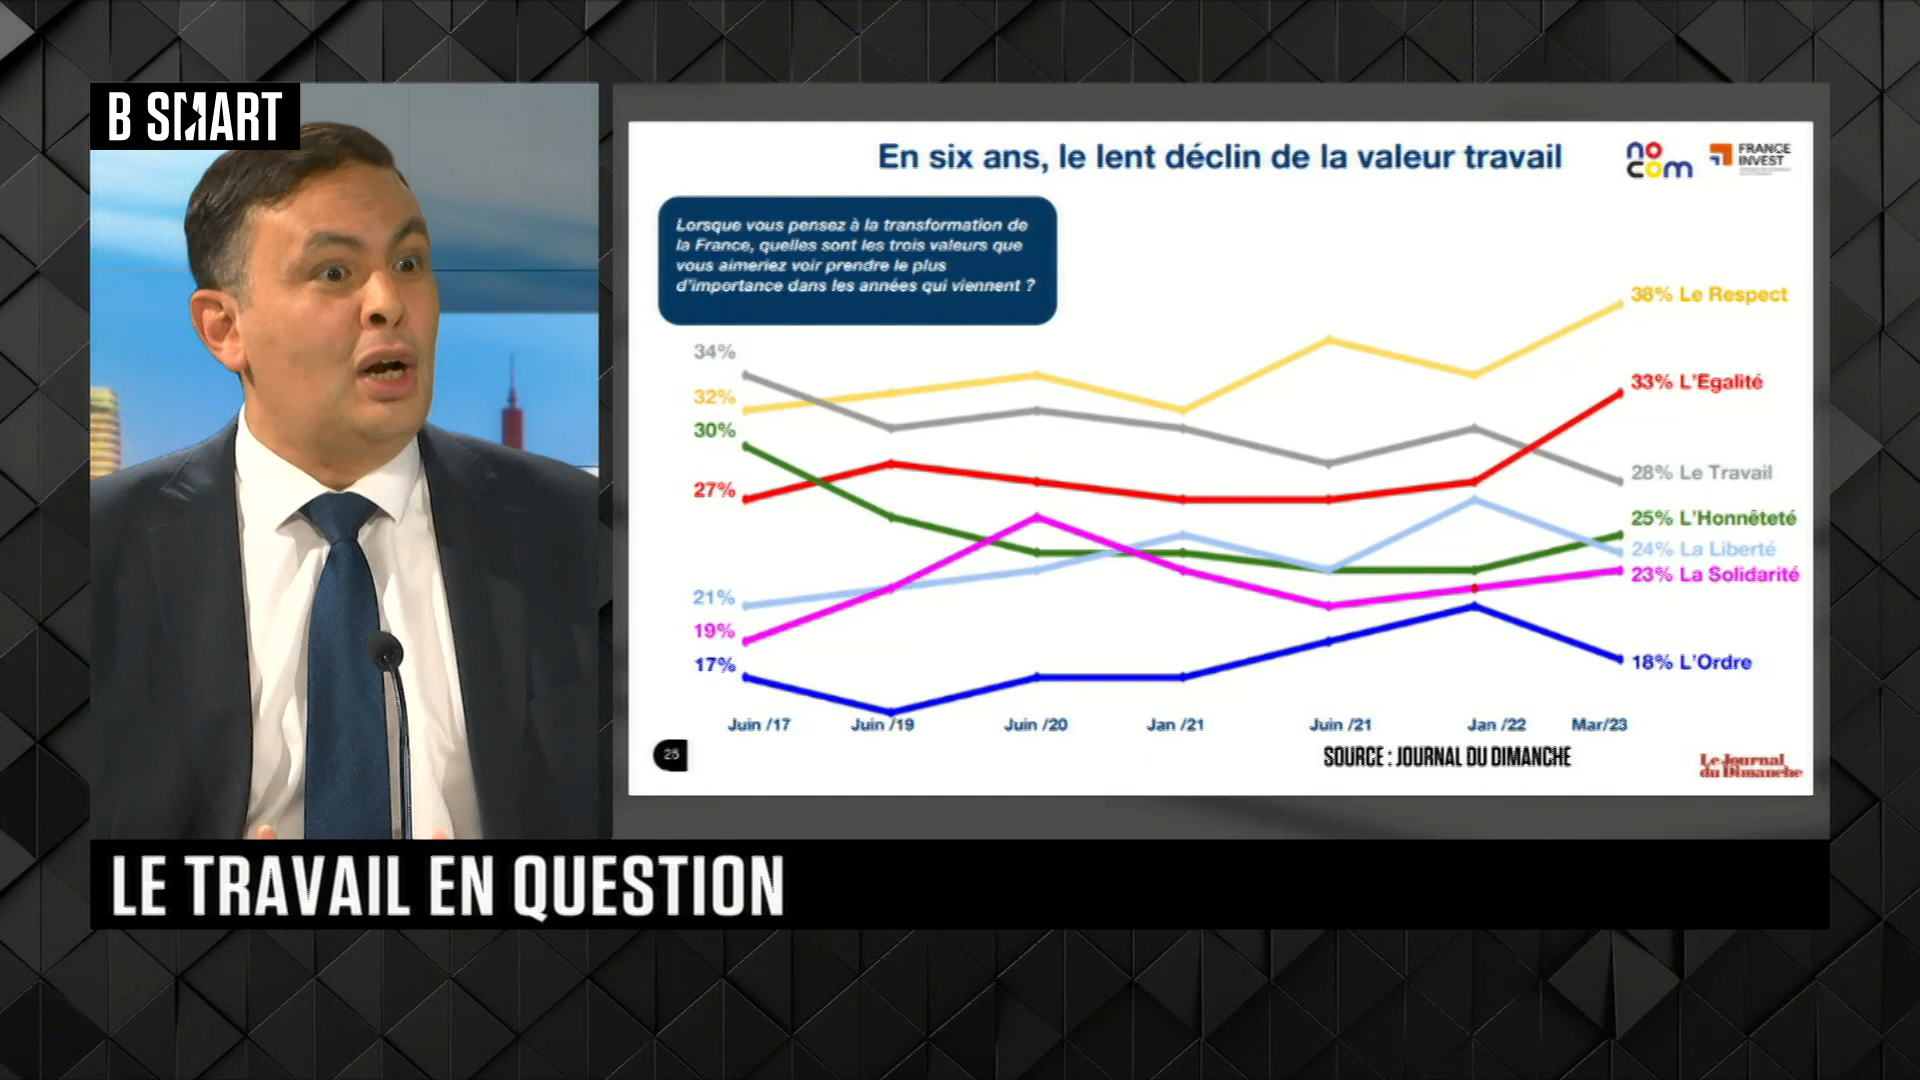 B SMART
En six ans, le lent déclin de la valeur travail
no
com
FRANCE
INVEST
Lorsque vous pensez à la transformation de
la France, quelles sont les trois valeurs que
vous aimeriez voir prendre le plus
d'importance dans les années qui viennent ?
38% Le Respect
34%
33% L'Egalité
32%
30%
28% Le Travail
27%
25% L'Honnêteté
24% La Liberté
23% La Solidarité
21%
19%
17%
18% L'Ordre
Juin /17 Juin /19 Juin /20 Jan /21 Juin /21 Jan /22 Mar/23
25
SOURCE : JOURNAL DU DIMANCHE
Le Journal
du Dimanche
LE TRAVAIL EN QUESTION